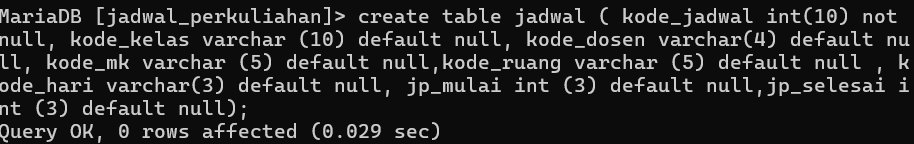 MariaDB [jadwal_perkuliahan]> create table jadwal ( kode_jadwal int(10) not
null, kode_kelas varchar (10) default null, kode_dosen varchar(4) default nu
ll, kode_mk varchar (5) default null,kode_ruang varchar (5) default null , k
ode_hari varchar(3) default null, jp_mulai int (3) default null,jp_selesai i
nt (3) default null);
Query OK, 0 rows affected (0.029 sec)